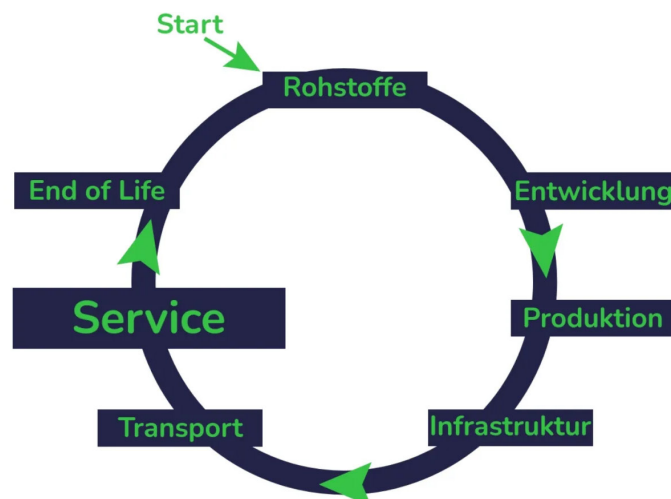 Start
Rohstoffe
Entwicklung
Produktion
Infrastruktur
Transport
Service
End of Life